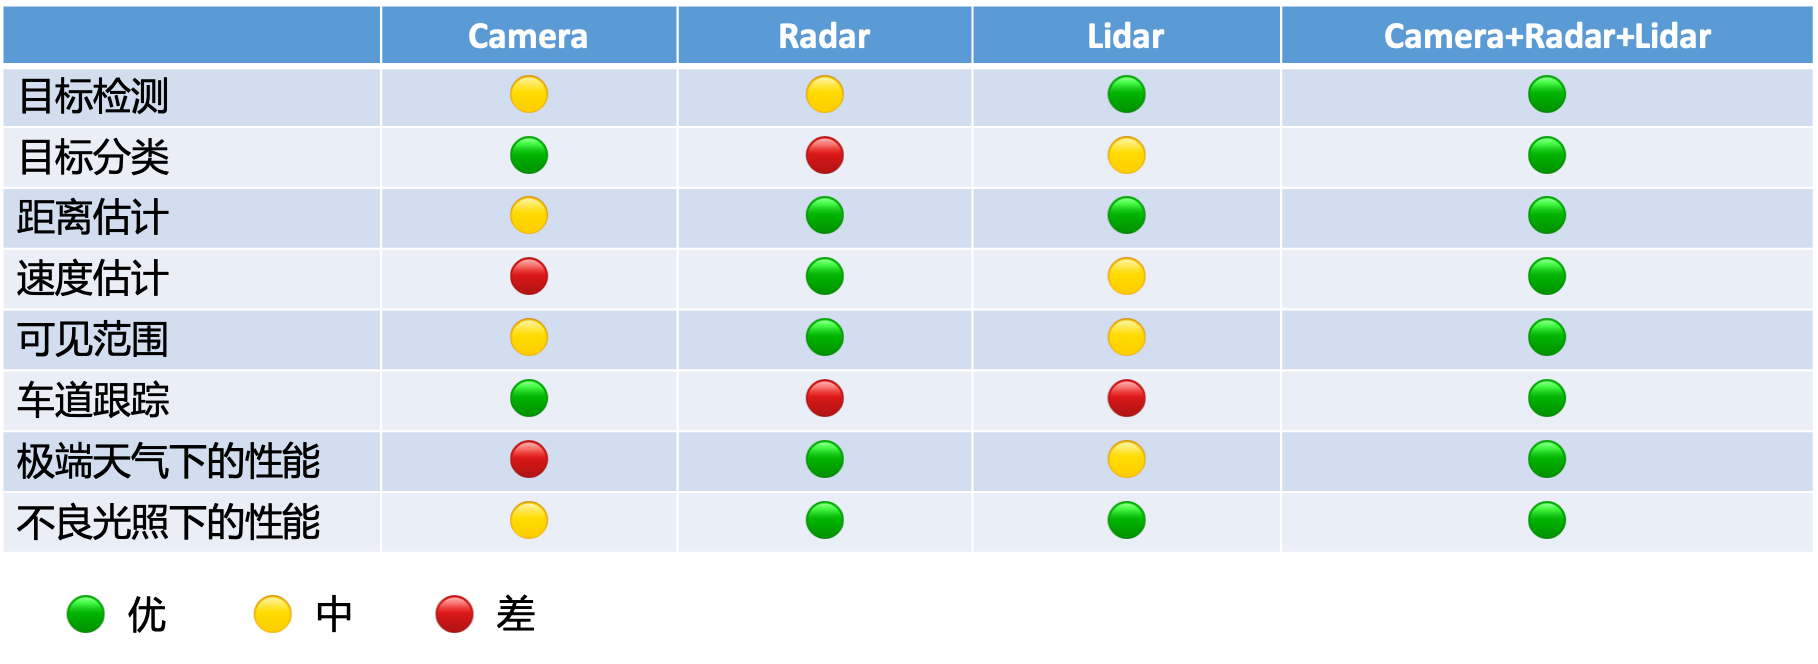 Camera Radar Lidar Camera+Radar+Lidar
目标检测
目标分类
距离估计
速度估计
可见范围
车道跟踪
极端天气下的性能
不良光照下的性能
优 中 差